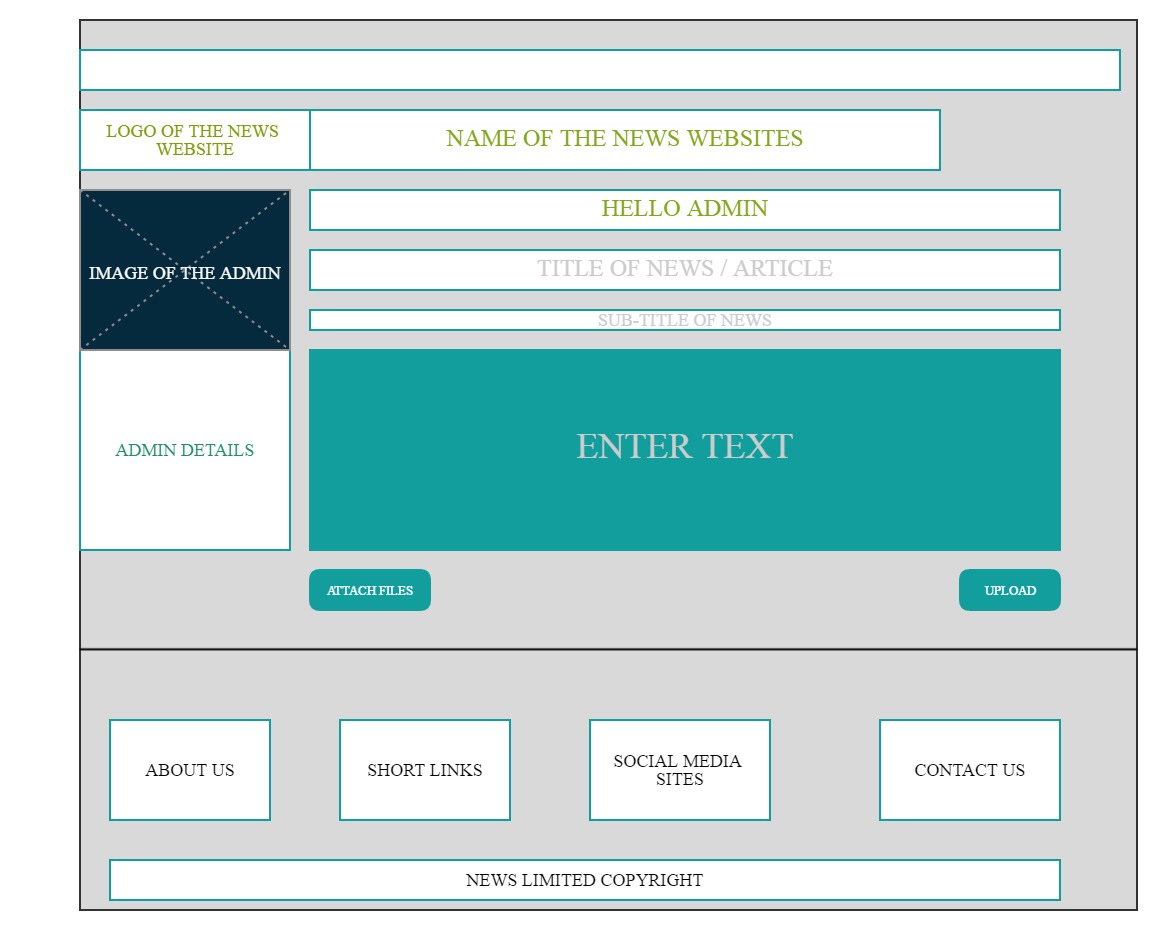 LOGO OF THE NEWS
WEBSITE
NAME OF THE NEWS WEBSITES
HELLO ADMIN
TITLE OF NEWS / ARTICLE
IMAGE OF THE ADMIN
SUB-TITLE OF NEWS
ENTER TEXT
ADMIN DETAILS
ATTACH FILES
UPLOAD
ABOUT US
SHORT LINKS
SOCIAL MEDIA
SITES
CONTACT US
NEWS LIMITED COPYRIGHT